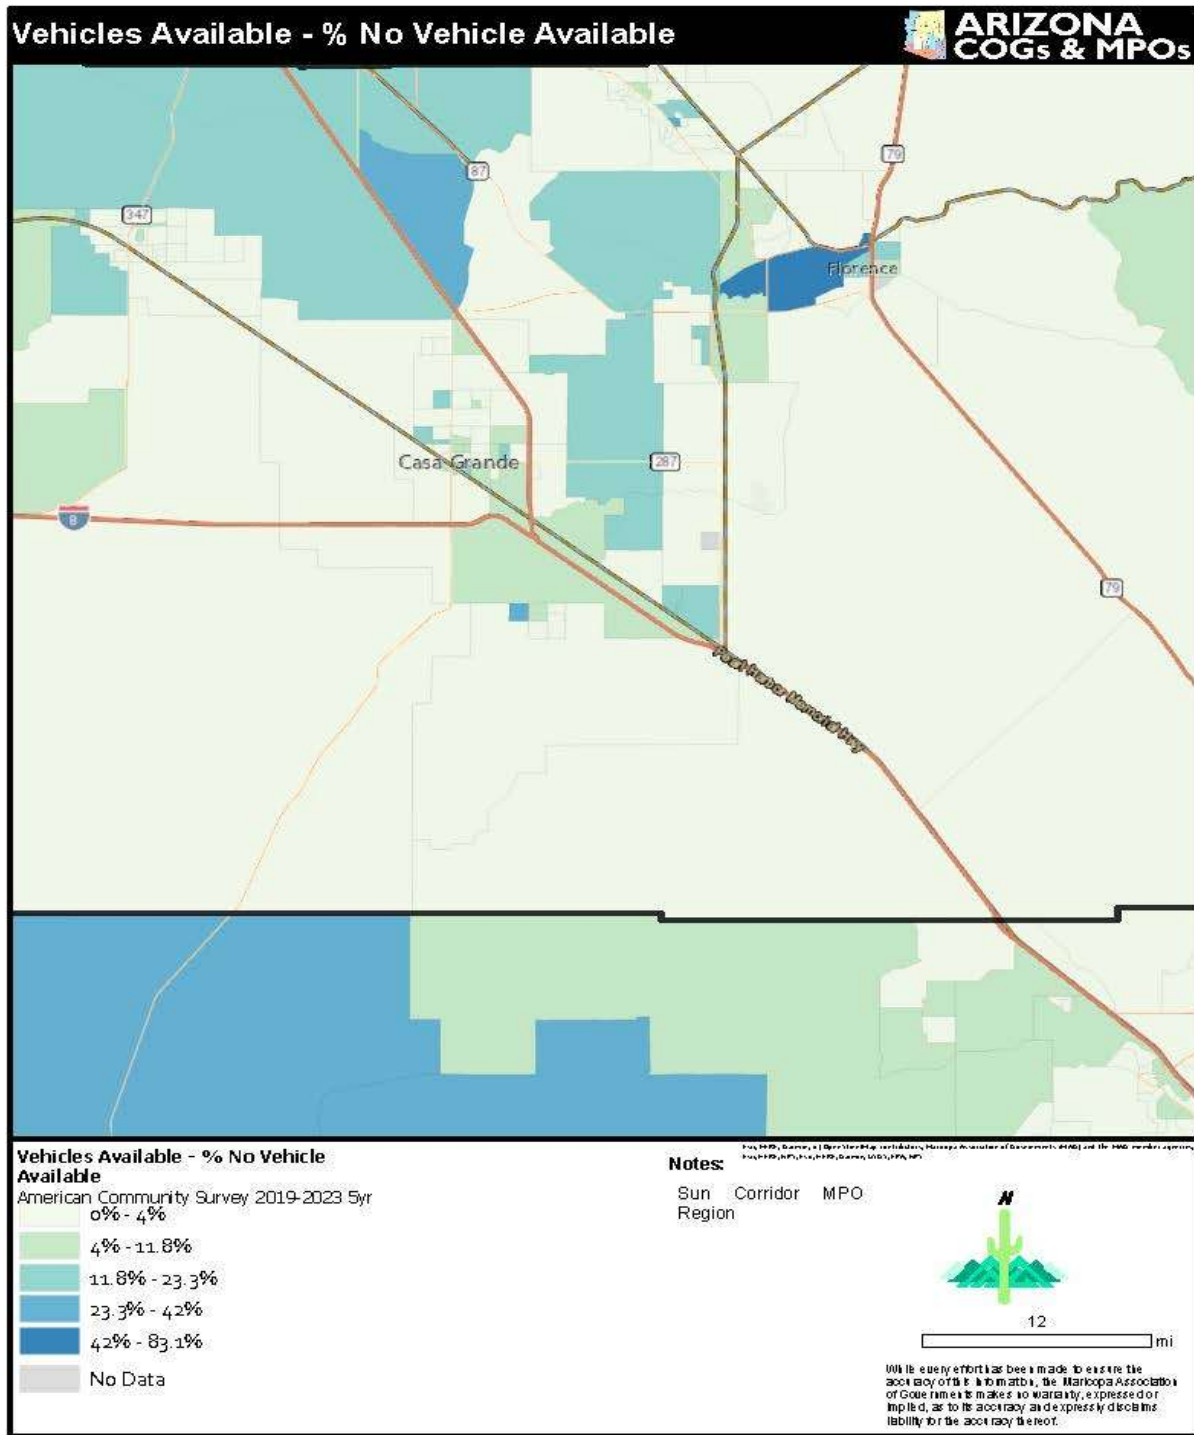 Vehicles Available - % No Vehicle Available
ARIZONA
COGs & MPOs
87
79
347
Florence
Casa Grande
287
8
79
Pearl Harbor Memorial Hwy
Vehicles Available - % No Vehicle
Available
American Community Survey 2019-2023 5yr
0% - 4%
4% - 11.8%
11.8% - 23.3%
23.3% - 42%
42% - 83.1%
No Data
Notes:
Sun Corridor MPO
Region
N
12
mi
While every effort has been made to ensure the
accuracy of this information, the Maricopa Association
of Governments makes no warranty, expressed or
implied, as to its accuracy and expressly disclaims
liability for the accuracy thereof.